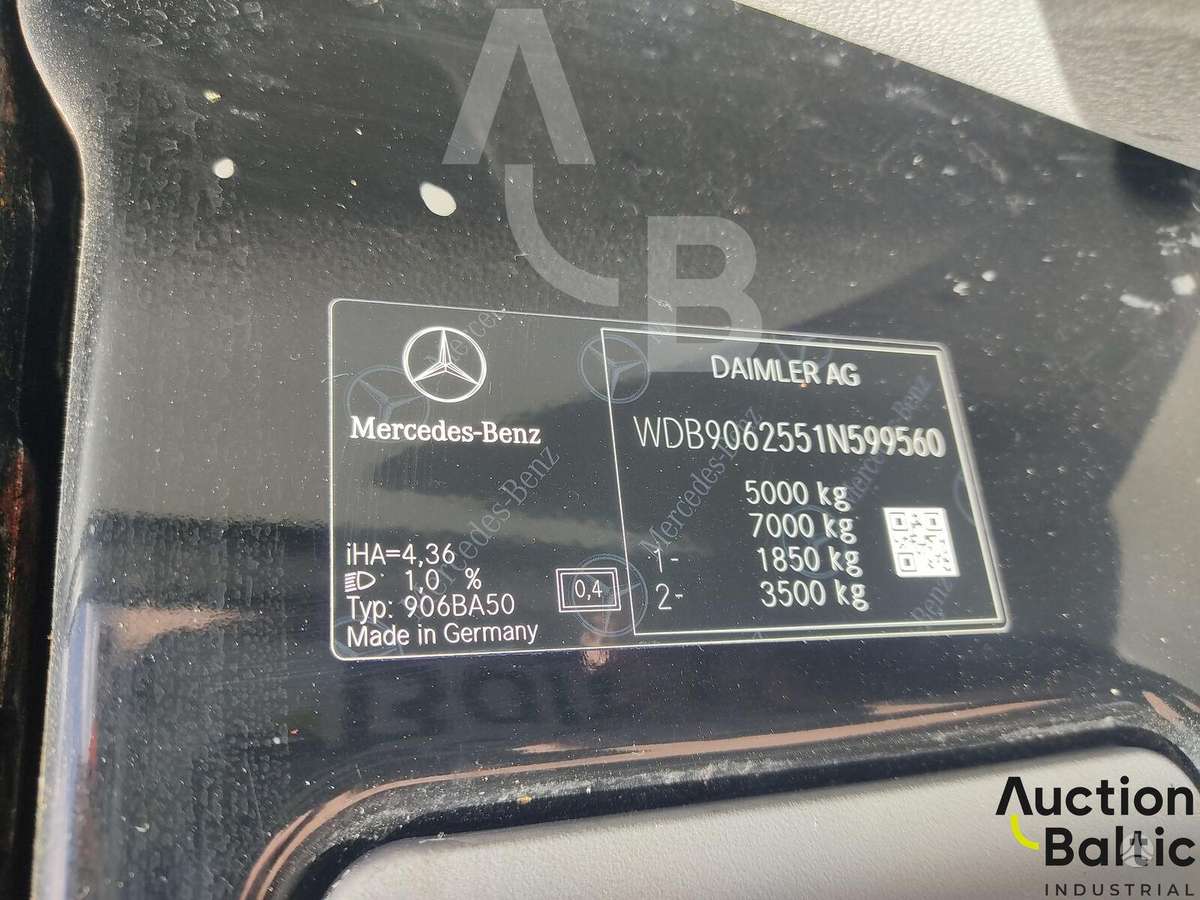 AB
Mercedes-Benz
iHA=4,36
1,0 %
Typ: 906BA50
Made in Germany
0,4
DAIMLER AG
WDB9062551N599560
5000 kg
7000 kg
1- 1850 kg
2- 3500 kg
Auction
Baltic
INDUSTRIAL